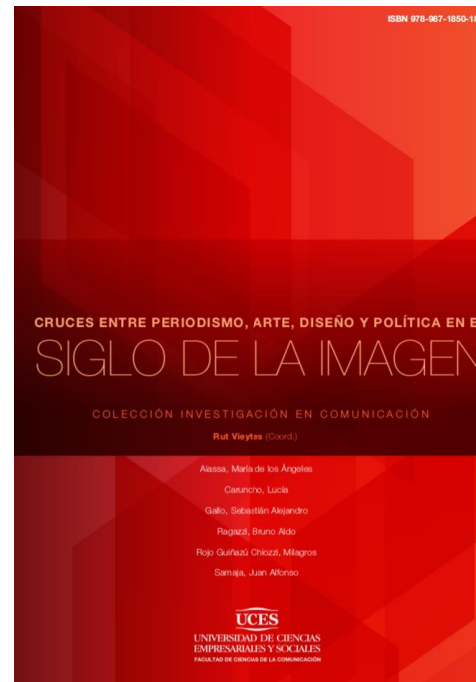 ISBN 978-987-1850-18
CRUCES ENTRE PERIODISMO, ARTE, DISEÑO Y POLÍTICA EN E
SIGLO DE LA IMAGEN
COLECCIÓN INVESTIGACIÓN EN COMUNICACIÓN
Rut Vieytes (Coord.)
Aiassa, María de los Ángeles
Caruncho, Lucía
Gallo, Sebastián Alejandro
Ragazzi, Bruno Aldo
Rojo Guiñazú Chiozzi, Milagros
Samaja, Juan Alfonso
UCES
UNIVERSIDAD DE CIENCIAS
EMPRESARIALES Y SOCIALES
FACULTAD DE CIENCIAS DE LA COMUNICACIÓN